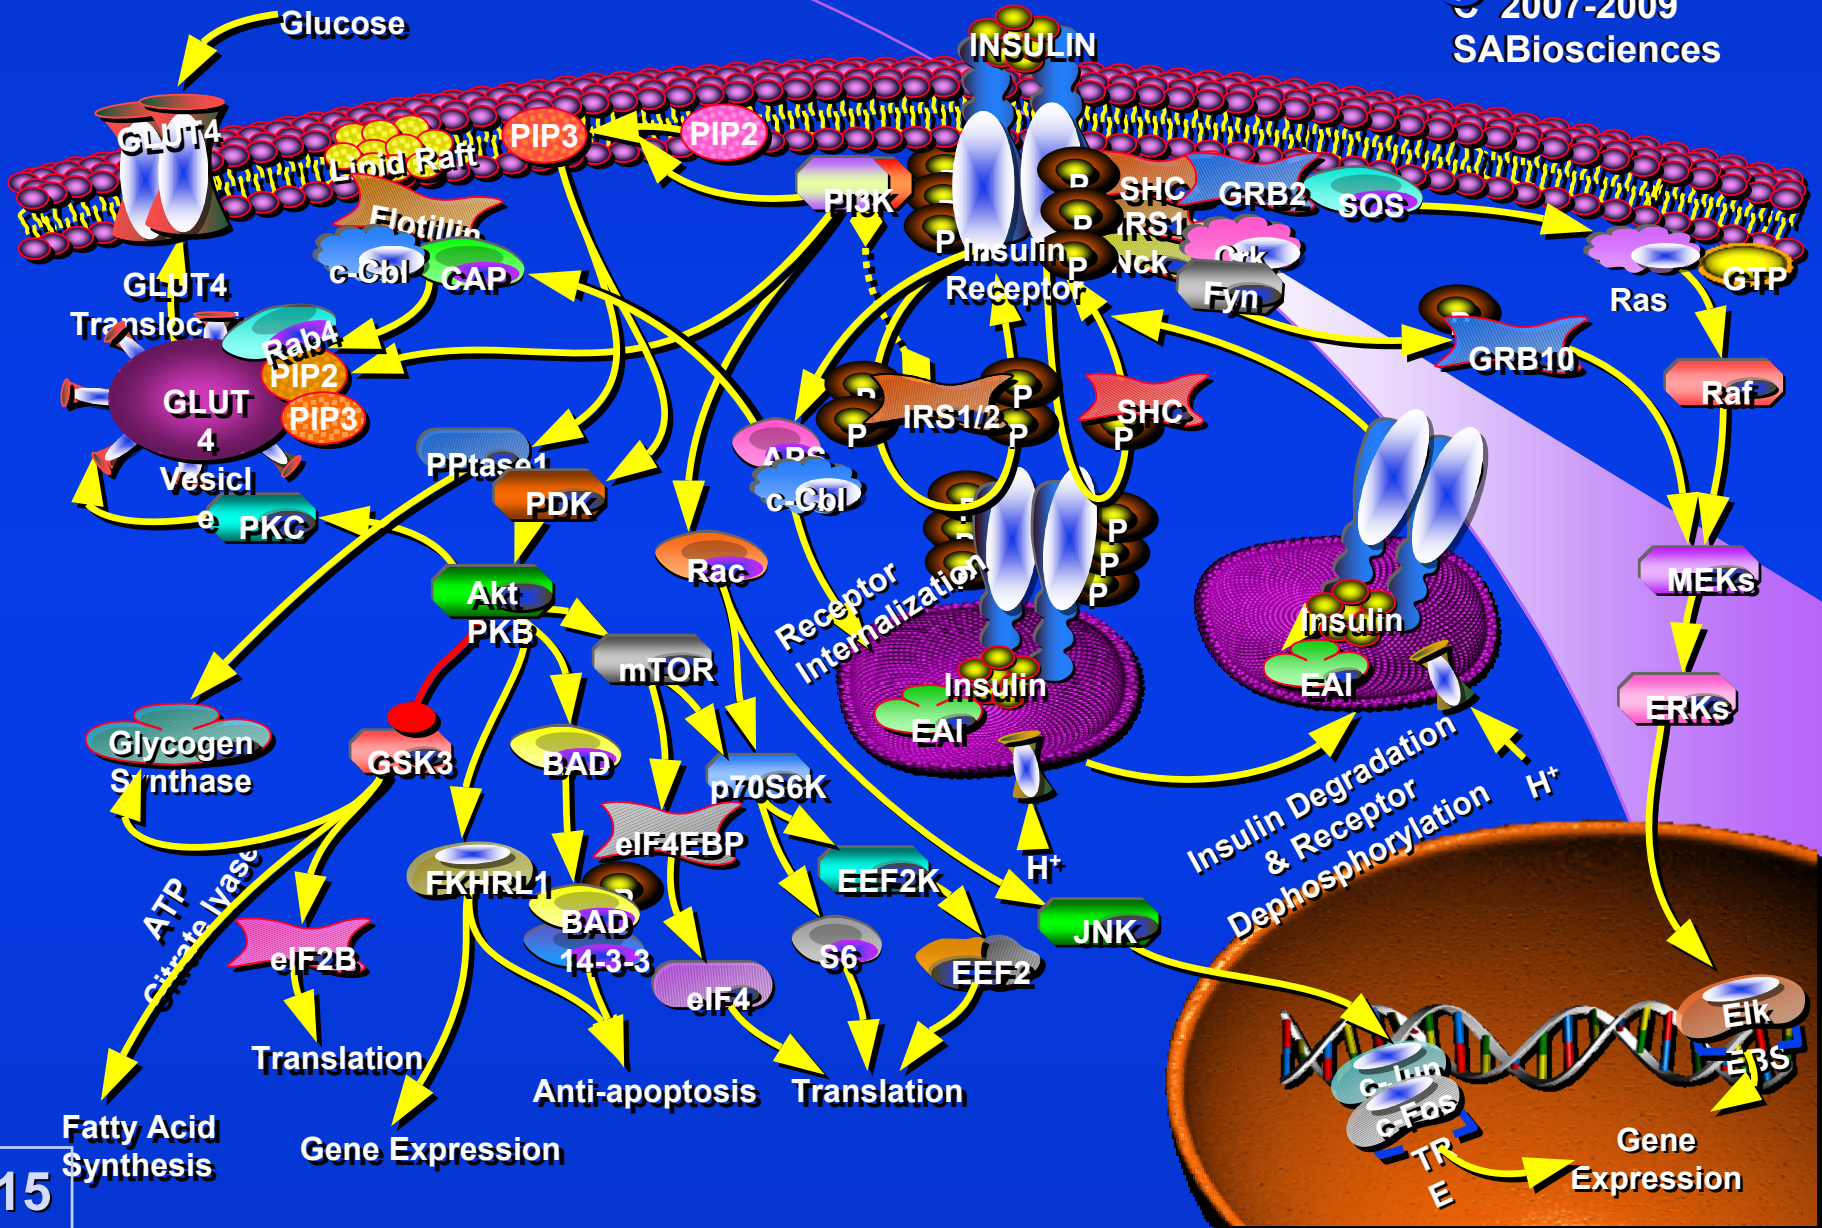 Glucose
INSULIN
C 2007-2009
SABiosciences
GLUT4
Lipid Raft
PIP3
PIP2
PI3K
P
P
SHC
GRB2
SOS
P
IRS1
P
Nck
Crk
Fyn
Flotillin
c-Cbl
CAP
Insulin
Receptor
Ras
GTP
GLUT4
Rab4
PIP2
PIP3
GLUT
4
Vesicl
e
PKC
PPtase1
PDK
P
IRS1/2
P
P
P
SHC
P
GRB10
Raf
c-Cbl
Rac
Akt
PKB
mTOR
Receptor
Internalization
P
P
P
P
Insulin
EAI
Insulin
EAI
MEKs
ERKs
Glycogen
Synthase
GSK3
BAD
p70S6K
eIF4EBP
FKHRL1
BAD
14-3-3
EEF2K
H+
Insulin Degradation
& Receptor
Dephosphorylation
H+
JNK
ATP
Citrate lyase
eIF2B
eIF4
S6
EEF2
Elk
EBS
c-Jun
c-Fos
TR
E
Translation
Anti-apoptosis
Translation
Fatty Acid
Synthesis
Gene Expression
Gene
Expression
15